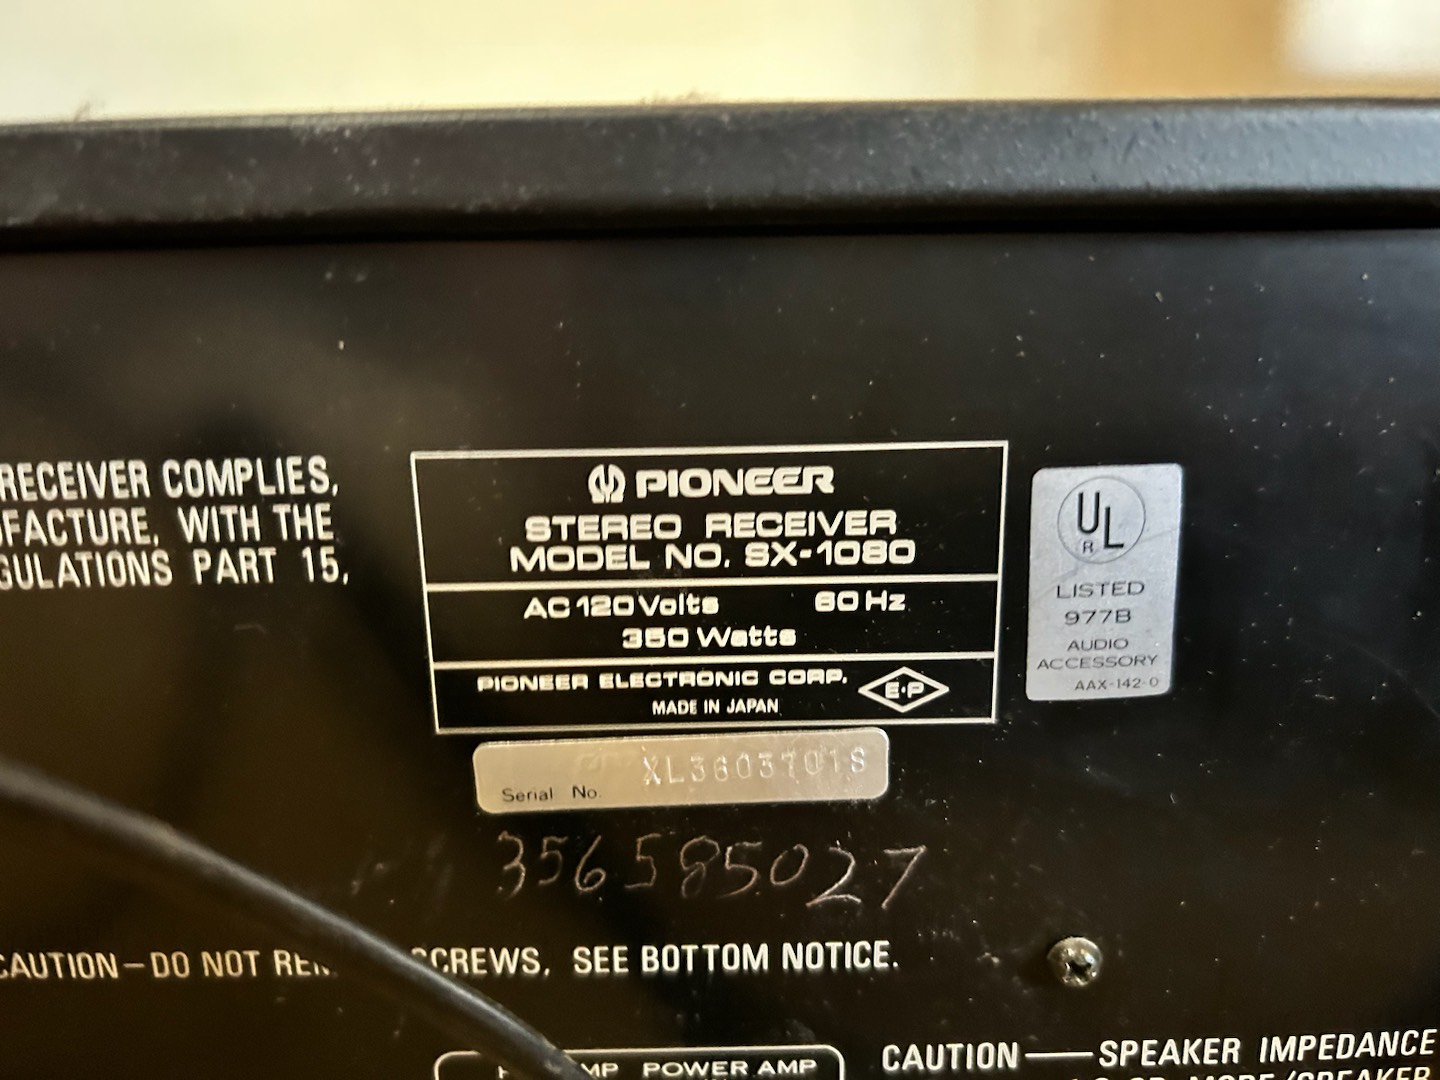 RECEIVER COMPLIES,
FACTURE, WITH THE
GULATIONS PART 15,
PIONEER
STEREO RECEIVER
MODEL NO. SX-1080
AC 120 Volts 60 Hz
350 Watts
PIONEER ELECTRONIC CORP.
MADE IN JAPAN
E·P
UL
R
LISTED
977B
AUDIO
ACCESSORY
AAX-142-0
XL3603701S
Serial No.
356585027
CAUTION—DO NOT SCREWS, SEE BOTTOM NOTICE.
POWER AMP
CAUTION—SPEAKER IMPEDANCE